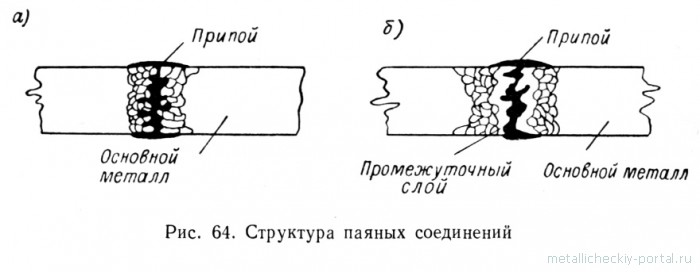 а)
Припой
Основной
металл
б)
Припой
Промежуточный
слой
Основной металл
Рис. 64. Структура паяных соединений
metallicheckiy-portal.ru